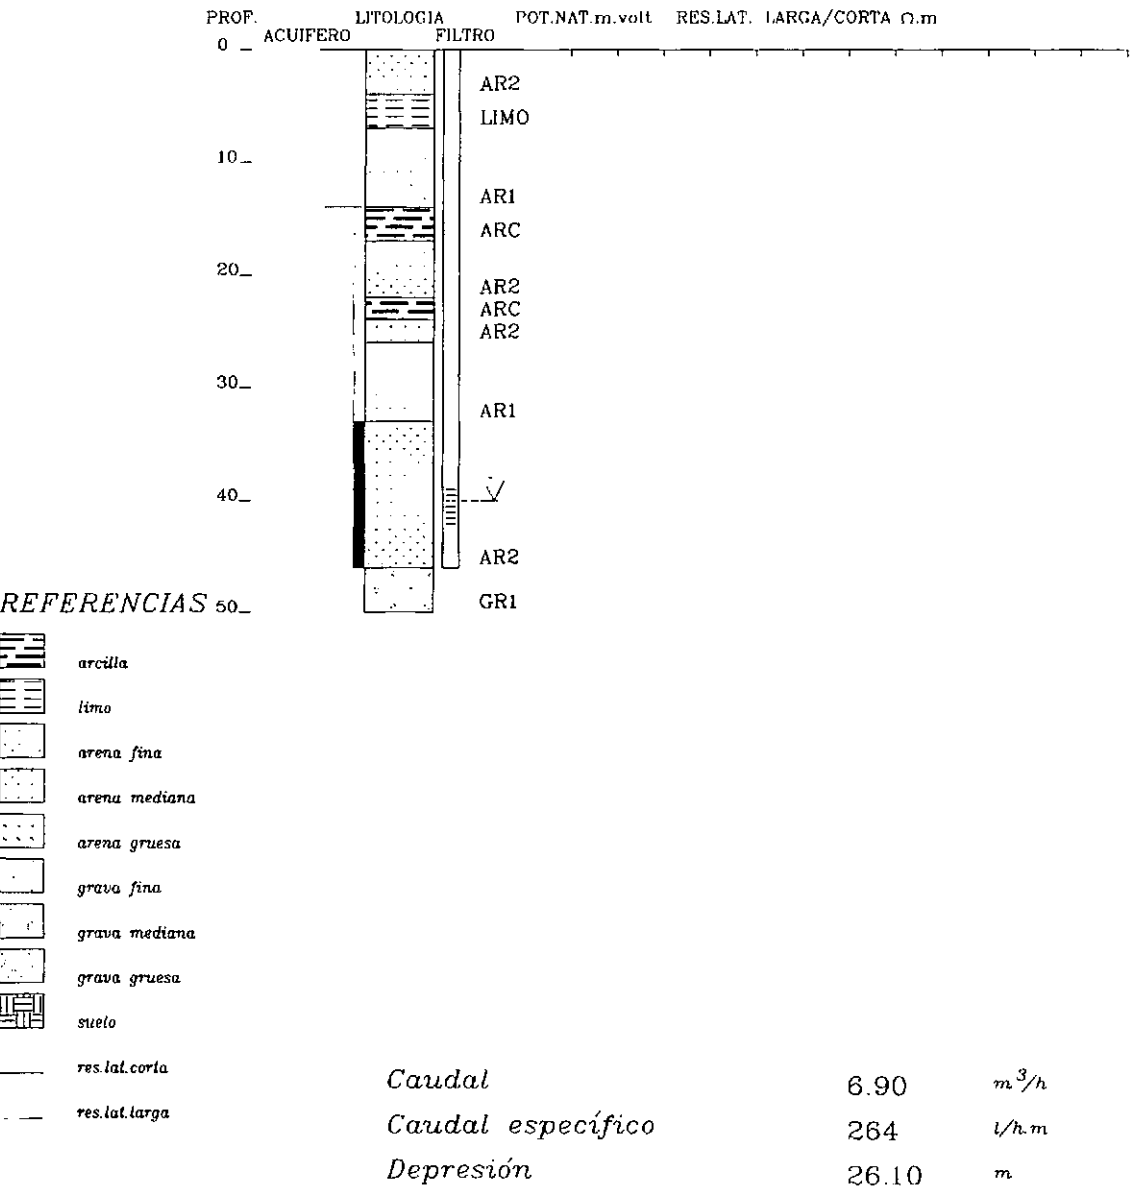 PROF. LITOLOGIA POT.NAT.m.volt RES.LAT. LARGA/CORTA Ω.m
ACUIFERO FILTRO
0
AR2
LIMO
10
AR1
ARC
20
AR2
ARC
AR2
30
AR1
40
AR2
GR1
REFERENCIAS 50
arcilla
limo
arena fina
arena mediana
arena gruesa
grava fina
grava mediana
grava gruesa
suelo
res.lat.corta
res.lat.larga
Caudal 6.90 m³/h
Caudal específico 264 l/h.m
Depresión 26.10 m